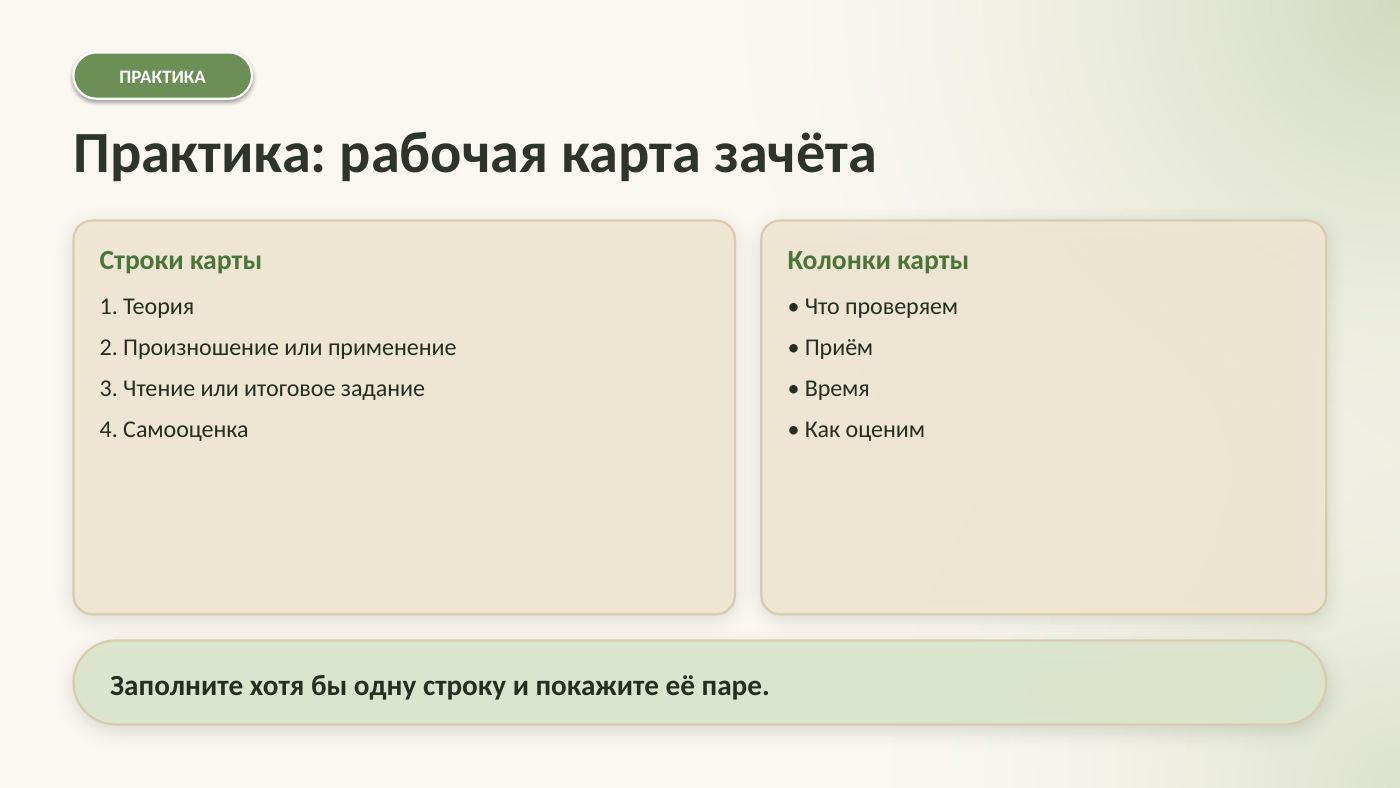 ПРАКТИКА
Практика: рабочая карта зачёта
Строки карты
1. Теория
2. Произношение или применение
3. Чтение или итоговое задание
4. Самооценка
Колонки карты
• Что проверяем
• Приём
• Время
• Как оценим
Заполните хотя бы одну строку и покажите её паре.